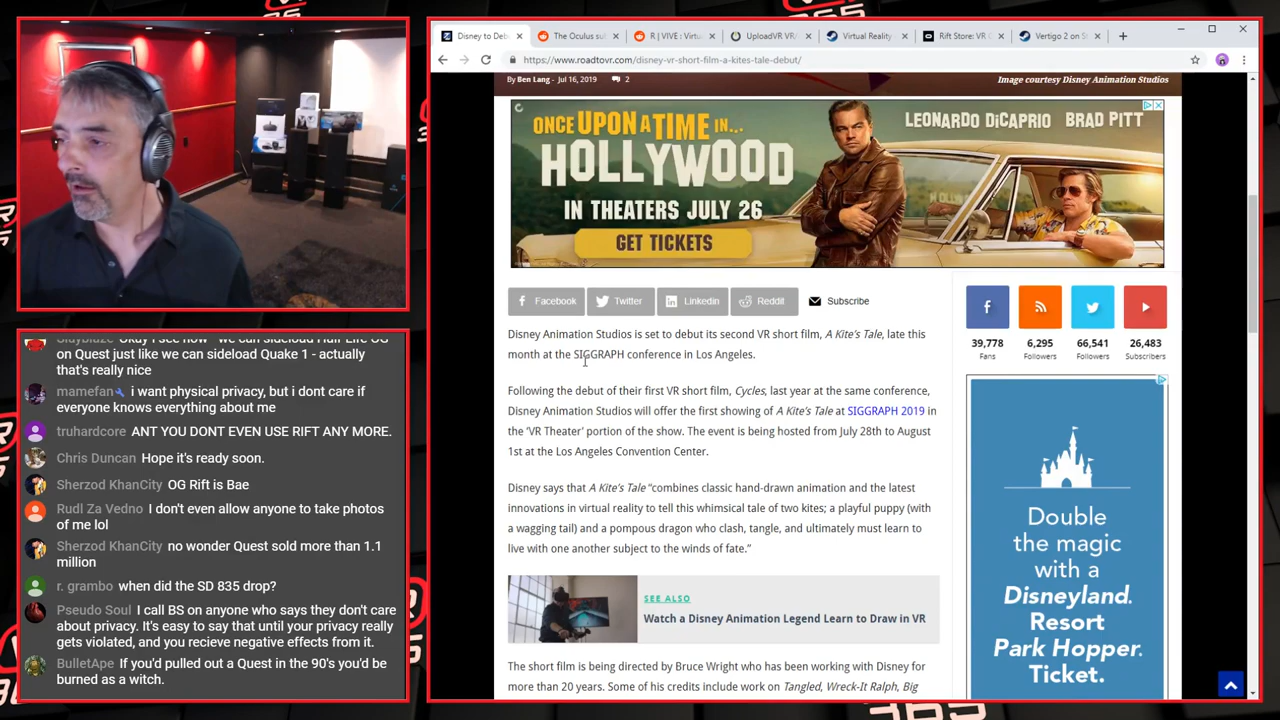 Slayblaze Okay I see now - we can sideload Half Life OG
on Quest just like we can sideload Quake 1 - actually
that's really nice
mamefan i want physical privacy, but i dont care if
everyone knows everything about me
truhardcore ANT YOU DONT EVEN USE RIFT ANY MORE.
Chris Duncan Hope it's ready soon.
Sherzod KhanCity OG Rift is Bae
Rudl Za Vedno I don't even allow anyone to take photos
of me lol
Sherzod KhanCity no wonder Quest sold more than 1.1
million
r. grambo when did the SD 835 drop?
Pseudo Soul I call BS on anyone who says they don't care
about privacy. It's easy to say that until your privacy really
gets violated, and you recieve negative effects from it.
BulletApe If you'd pulled out a Quest in the 90's you'd be
burned as a witch.
Disney to Deb
The Oculus sub
R | VIVE : Virtu
UploadVR VR/
Virtual Reality
Rift Store: VR G
Vertigo 2 on St
https://www.roadtovr.com/disney-vr-short-film-a-kites-tale-debut/
By Ben Lang - Jul 16, 2019 2
Image courtesy Disney Animation Studios
ONCE UPON A TIME IN...
HOLLYWOOD
IN THEATERS JULY 26
GET TICKETS
LEONARDO DiCAPRIO BRAD PITT
Facebook
Twitter
Linkedin
Reddit
Subscribe
Disney Animation Studios is set to debut its second VR short film, A Kite's Tale, late this
month at the SIGGRAPH conference in Los Angeles.
Following the debut of their first VR short film, Cycles, last year at the same conference,
Disney Animation Studios will offer the first showing of A Kite's Tale at SIGGRAPH 2019 in
the ‘VR Theater’ portion of the show. The event is being hosted from July 28th to August
1st at the Los Angeles Convention Center.
Disney says that A Kite's Tale “combines classic hand-drawn animation and the latest
innovations in virtual reality to tell this whimsical tale of two kites; a playful puppy (with
a wagging tail) and a pompous dragon who clash, tangle, and ultimately must learn to
live with one another subject to the winds of fate.”
SEE ALSO
Watch a Disney Animation Legend Learn to Draw in VR
The short film is being directed by Bruce Wright who has been working with Disney for
more than 20 years. Some of his credits include work on Tangled, Wreck-It Ralph, Big
39,778
Fans
6,295
Followers
66,541
Followers
26,483
Subscribers
Double
the magic
with a
Disneyland®
Resort
Park Hopper®
Ticket.
365